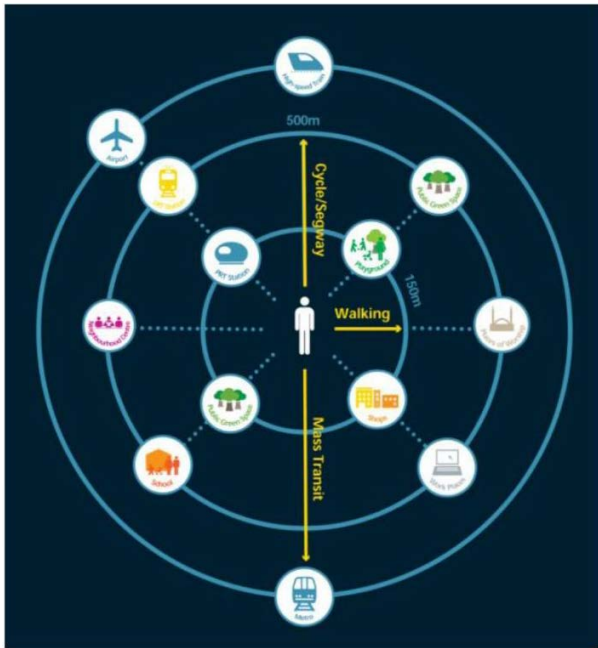 High-speed Train
500m
Airport
LRT Station
Cycle/Segway
Public Green Space
PRT Station
Playground
150m
Walking
Neighbourhood Centre
Places of Worship
Public Green Space
Shops
Mass Transit
School
Work Places
Metro